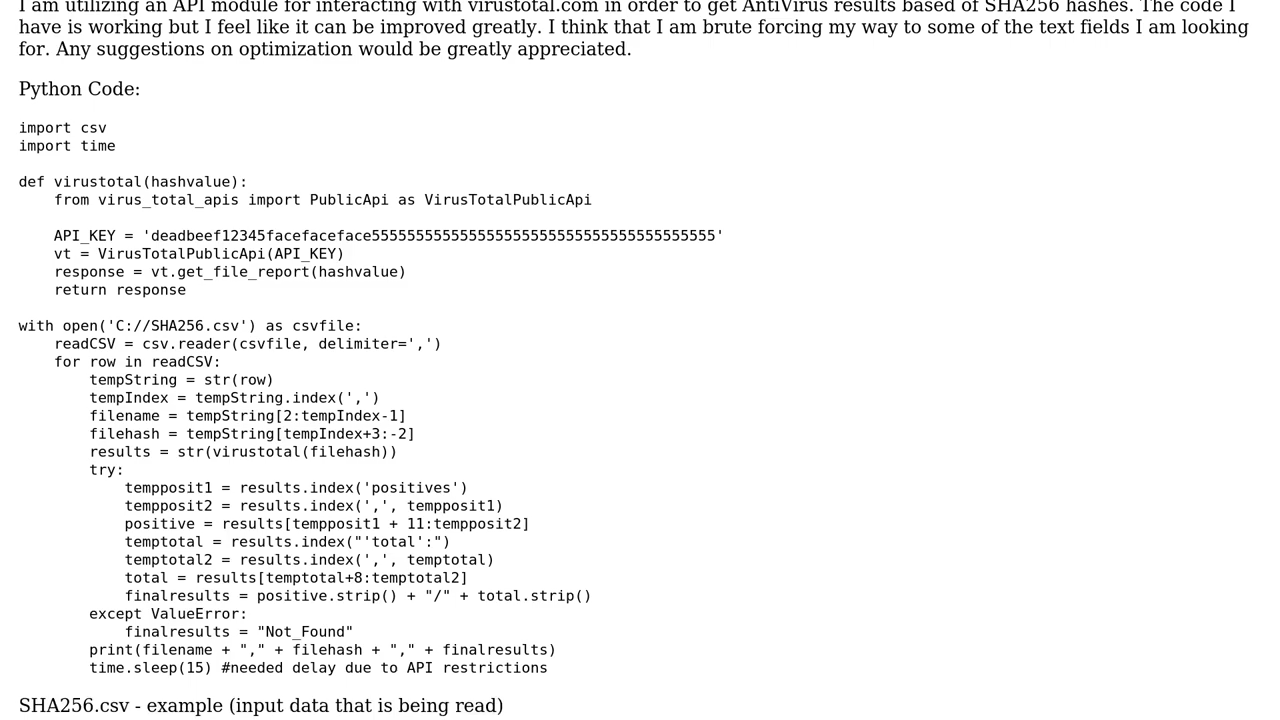 I am utilizing an API module for interacting with virustotal.com in order to get AntiVirus results based of SHA256 hashes. The code I
have is working but I feel like it can be improved greatly. I think that I am brute forcing my way to some of the text fields I am looking
for. Any suggestions on optimization would be greatly appreciated.
Python Code:
import csv
import time
def virustotal(hashvalue):
    from virus_total_apis import PublicApi as VirusTotalPublicApi
    API_KEY = 'deadbeef12345facefaceface555555555555555555555555555555555555555'
    vt = VirusTotalPublicApi(API_KEY)
    response = vt.get_file_report(hashvalue)
    return response
with open('C://SHA256.csv') as csvfile:
    readCSV = csv.reader(csvfile, delimiter=',')
    for row in readCSV:
        tempString = str(row)
        tempIndex = tempString.index(',')
        filename = tempString[2:tempIndex-1]
        filehash = tempString[tempIndex+3:-2]
        results = str(virustotal(filehash))
        try:
            tempposit1 = results.index('positives')
            tempposit2 = results.index(',', tempposit1)
            positive = results[tempposit1 + 11:tempposit2]
            temptotal = results.index("'total':")
            temptotal2 = results.index(',', temptotal)
            total = results[temptotal+8:temptotal2]
            finalresults = positive.strip() + "/" + total.strip()
        except ValueError:
            finalresults = "Not_Found"
        print(filename + "," + filehash + "," + finalresults)
        time.sleep(15) #needed delay due to API restrictions
SHA256.csv - example (input data that is being read)